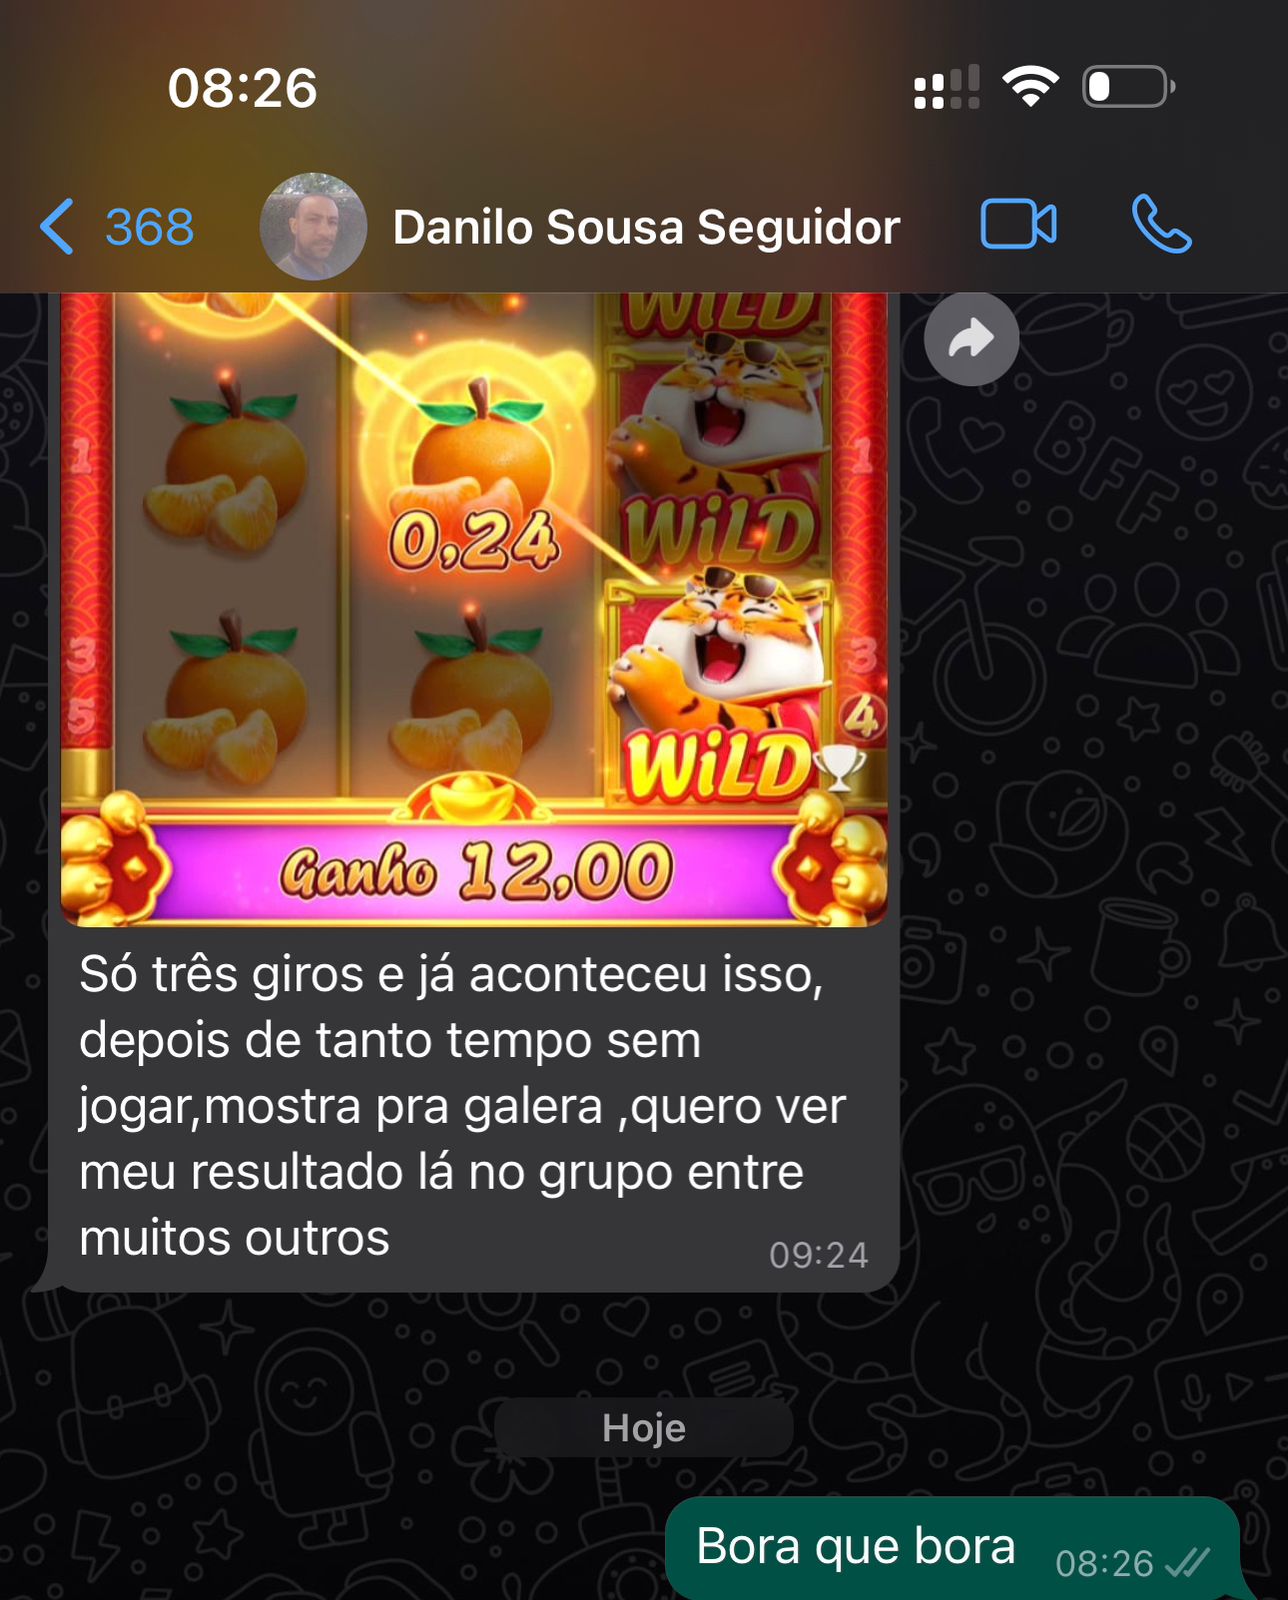 08:26
368
Danilo Sousa Seguidor
WiLD
1
1
0,24
WiLD
3
3
5
4
WiLD
Ganho 12,00
Só três giros e já aconteceu isso,
depois de tanto tempo sem
jogar,mostra pra galera ,quero ver
meu resultado lá no grupo entre
muitos outros
09:24
Hoje
Bora que bora
08:26